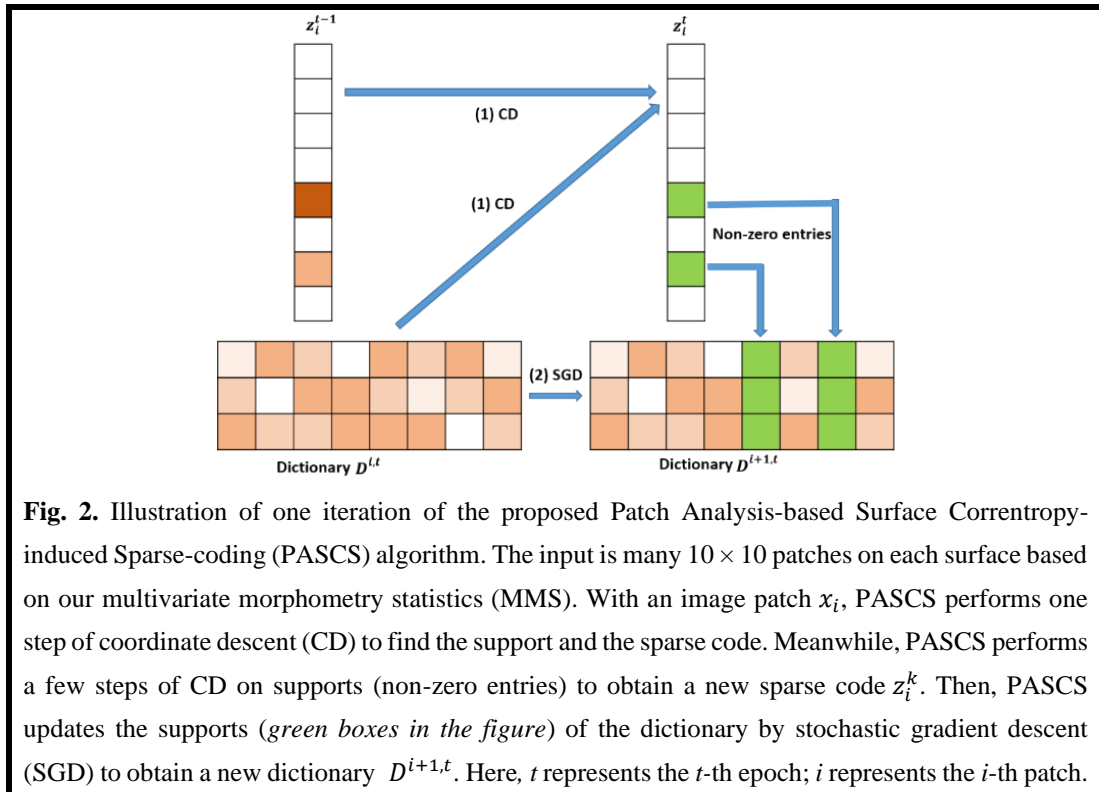 z_i^{t-1}
z_i^t
(1) CD
(1) CD
Non-zero entries
(2) SGD
Dictionary D^{i,t}
Dictionary D^{i+1,t}
Fig. 2. Illustration of one iteration of the proposed Patch Analysis-based Surface Correntropy-
induced Sparse-coding (PASCS) algorithm. The input is many 10 × 10 patches on each surface based
on our multivariate morphometry statistics (MMS). With an image patch x_i, PASCS performs one
step of coordinate descent (CD) to find the support and the sparse code. Meanwhile, PASCS performs
a few steps of CD on supports (non-zero entries) to obtain a new sparse code z_i^k. Then, PASCS
updates the supports (green boxes in the figure) of the dictionary by stochastic gradient descent
(SGD) to obtain a new dictionary D^{i+1,t}. Here, t represents the t-th epoch; i represents the i-th patch.